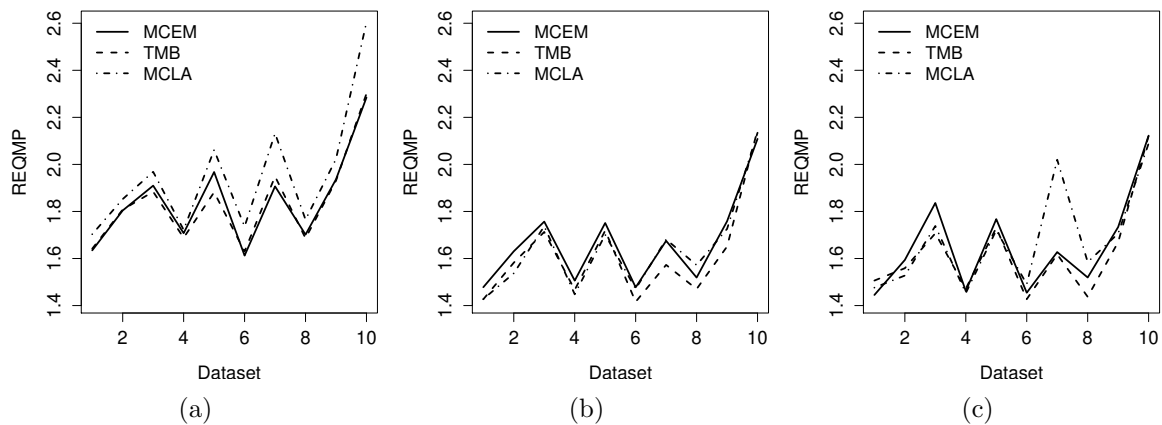 2.6
2.4
2.2
2.0
1.8
1.6
1.4
REQMP
MCEM
TMB
MCLA
2 4 6 8 10
Dataset
(a)
2.6
2.4
2.2
2.0
1.8
1.6
1.4
REQMP
MCEM
TMB
MCLA
2 4 6 8 10
Dataset
(b)
2.6
2.4
2.2
2.0
1.8
1.6
1.4
REQMP
MCEM
TMB
MCLA
2 4 6 8 10
Dataset
(c)